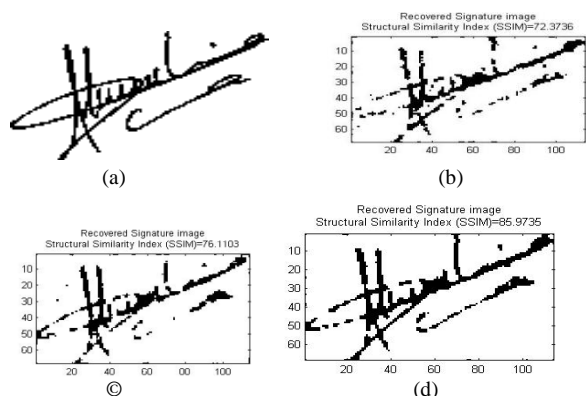 Recovered Signature image
Structural Similarity Index (SSIM)=72.3736
10
20
30
40
50
60
20 40 60 80 100
(a)
(b)
Recovered Signature image
Structural Similarity Index (SSIM)=76.1103
10
20
30
40
50
60
20 40 60 80 100
©
Recovered Signature image
Structural Similarity Index (SSIM)=85.9735
10
20
30
40
50
60
20 40 60 80 100
(d)